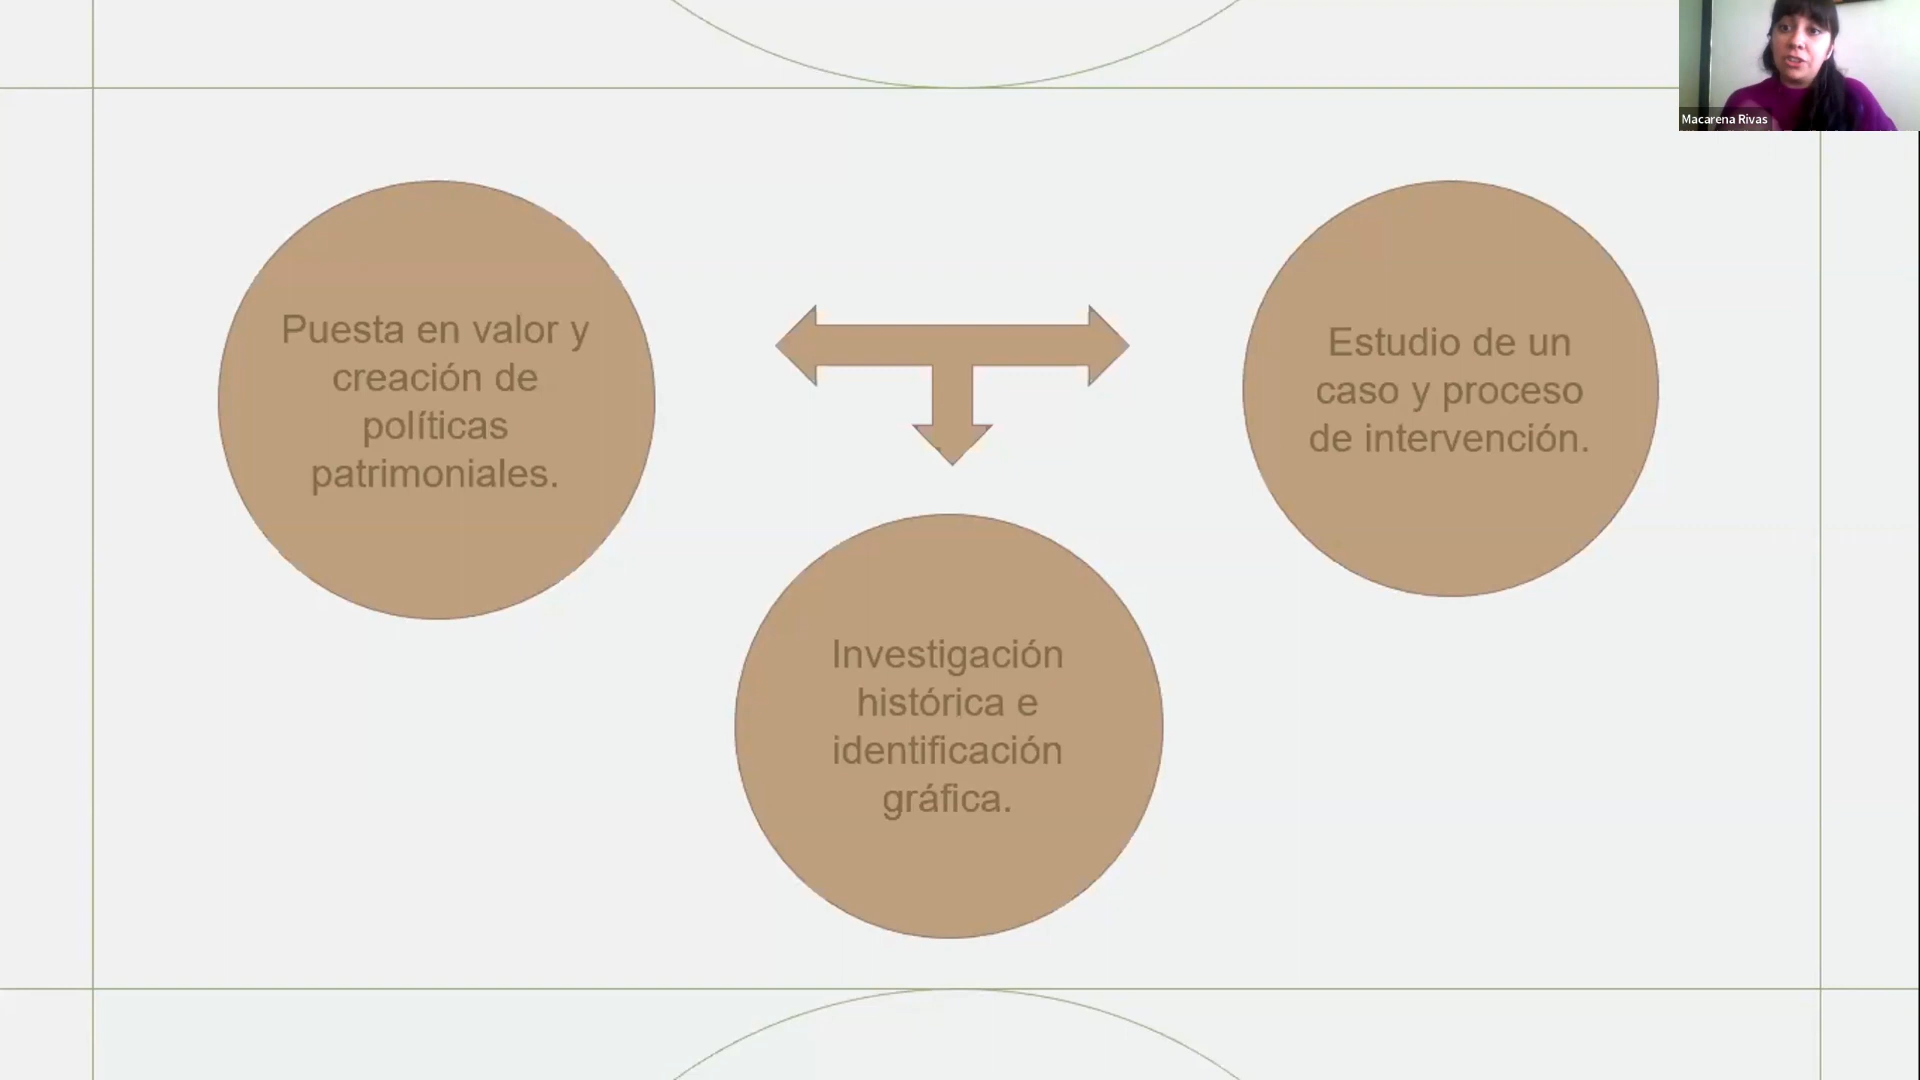 Macarena Rivas
Puesta en valor y
creación de
políticas
patrimoniales.
Estudio de un
caso y proceso
de intervención.
Investigación
histórica e
identificación
gráfica.